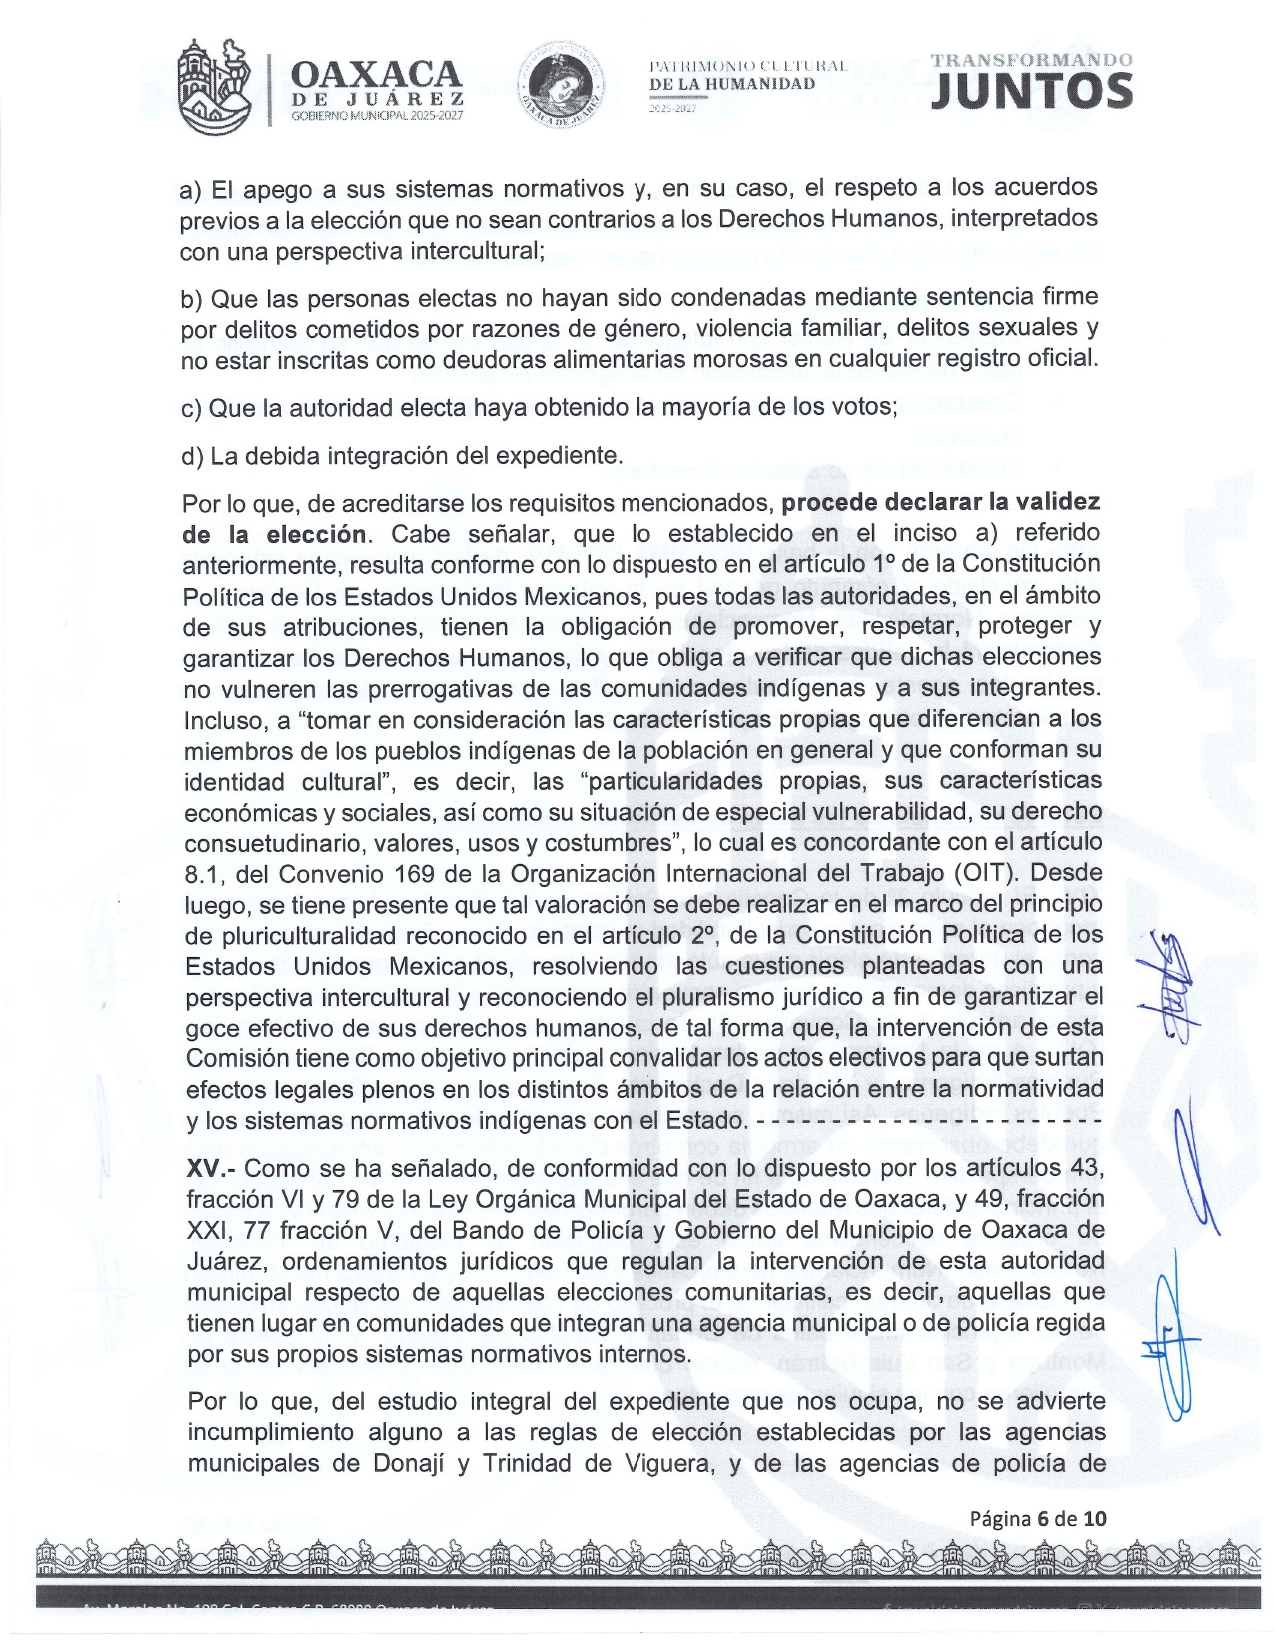 OAXACA
DE JUÁREZ
GOBIERNO MUNICIPAL 2025-2027
OAXACA DE JUÁREZ
PATRIMONIO CULTURAL
DE LA HUMANIDAD
2025-2027
TRANSFORMANDO
JUNTOS
a) El apego a sus sistemas normativos y, en su caso, el respeto a los acuerdos
previos a la elección que no sean contrarios a los Derechos Humanos, interpretados
con una perspectiva intercultural;
b) Que las personas electas no hayan sido condenadas mediante sentencia firme
por delitos cometidos por razones de género, violencia familiar, delitos sexuales y
no estar inscritas como deudoras alimentarias morosas en cualquier registro oficial.
c) Que la autoridad electa haya obtenido la mayoría de los votos;
d) La debida integración del expediente.
Por lo que, de acreditarse los requisitos mencionados, procede declarar la validez
de la elección. Cabe señalar, que lo establecido en el inciso a) referido
anteriormente, resulta conforme con lo dispuesto en el artículo 1º de la Constitución
Política de los Estados Unidos Mexicanos, pues todas las autoridades, en el ámbito
de sus atribuciones, tienen la obligación de promover, respetar, proteger y
garantizar los Derechos Humanos, lo que obliga a verificar que dichas elecciones
no vulneren las prerrogativas de las comunidades indígenas y a sus integrantes.
Incluso, a “tomar en consideración las características propias que diferencian a los
miembros de los pueblos indígenas de la población en general y que conforman su
identidad cultural”, es decir, las “particularidades propias, sus características
económicas y sociales, así como su situación de especial vulnerabilidad, su derecho
consuetudinario, valores, usos y costumbres”, lo cual es concordante con el artículo
8.1, del Convenio 169 de la Organización Internacional del Trabajo (OIT). Desde
luego, se tiene presente que tal valoración se debe realizar en el marco del principio
de pluriculturalidad reconocido en el artículo 2º, de la Constitución Política de los
Estados Unidos Mexicanos, resolviendo las cuestiones planteadas con una
perspectiva intercultural y reconociendo el pluralismo jurídico a fin de garantizar el
goce efectivo de sus derechos humanos, de tal forma que, la intervención de esta
Comisión tiene como objetivo principal convalidar los actos electivos para que surtan
efectos legales plenos en los distintos ámbitos de la relación entre la normatividad
y los sistemas normativos indígenas con el Estado. - - - - - - - - - - - - - - - - - - - - - - -
XV.- Como se ha señalado, de conformidad con lo dispuesto por los artículos 43,
fracción VI y 79 de la Ley Orgánica Municipal del Estado de Oaxaca, y 49, fracción
XXI, 77 fracción V, del Bando de Policía y Gobierno del Municipio de Oaxaca de
Juárez, ordenamientos jurídicos que regulan la intervención de esta autoridad
municipal respecto de aquellas elecciones comunitarias, es decir, aquellas que
tienen lugar en comunidades que integran una agencia municipal o de policía regida
por sus propios sistemas normativos internos.
Por lo que, del estudio integral del expediente que nos ocupa, no se advierte
incumplimiento alguno a las reglas de elección establecidas por las agencias
municipales de Donají y Trinidad de Viguera, y de las agencias de policía de
Página 6 de 10